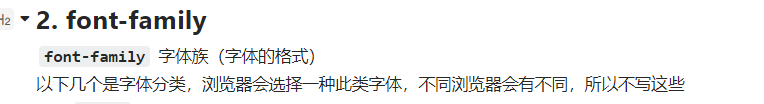 H2
2. font-family
font-family 字体族（字体的格式）
以下几个是字体分类，浏览器会选择一种此类字体，不同浏览器会有不同，所以不写这些